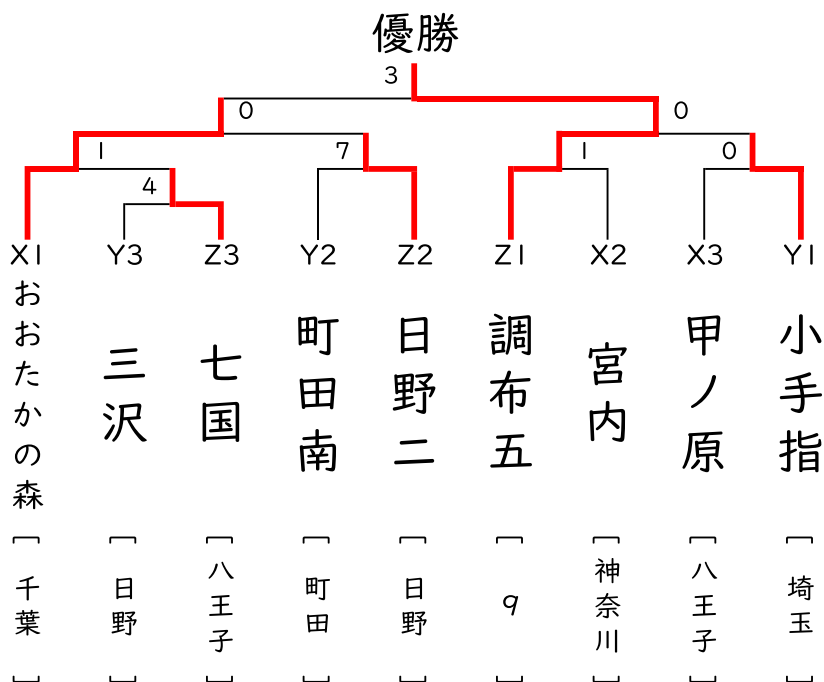 優勝
3
0
0
1
7
1
0
4
X1
Y3
Z3
Y2
Z2
Z1
X2
X3
Y1
おおたかの森
三沢
七国
町田南
日野二
調布五
宮内
甲ノ原
小手指
[千葉]
[日野]
[八王子]
[町田]
[日野]
[9]
[神奈川]
[八王子]
[埼玉]